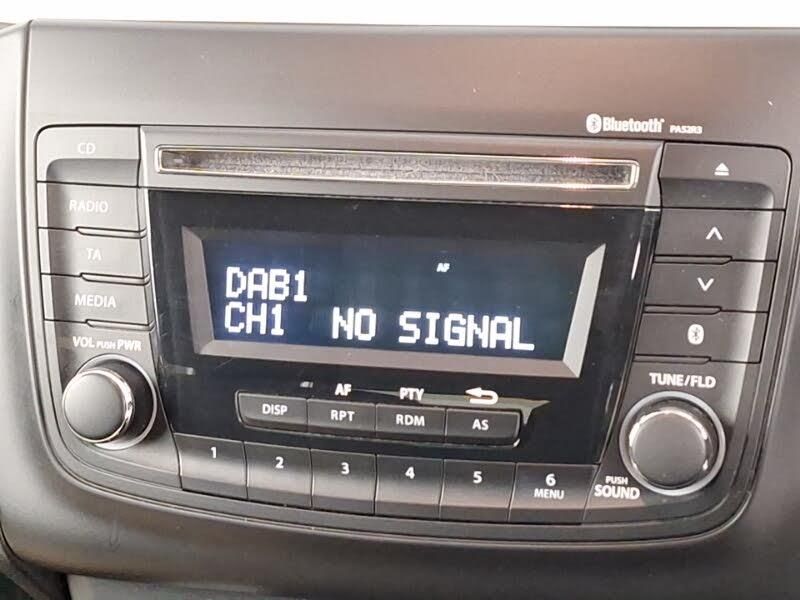 Bluetooth® PA52R3
CD
RADIO
TA
MEDIA
VOL PUSH PWR
AF
DAB1
CH1 NO SIGNAL
TUNE/FLD
AF PTY
DISP RPT RDM AS
1 2 3 4 5 6
MENU
PUSH
SOUND